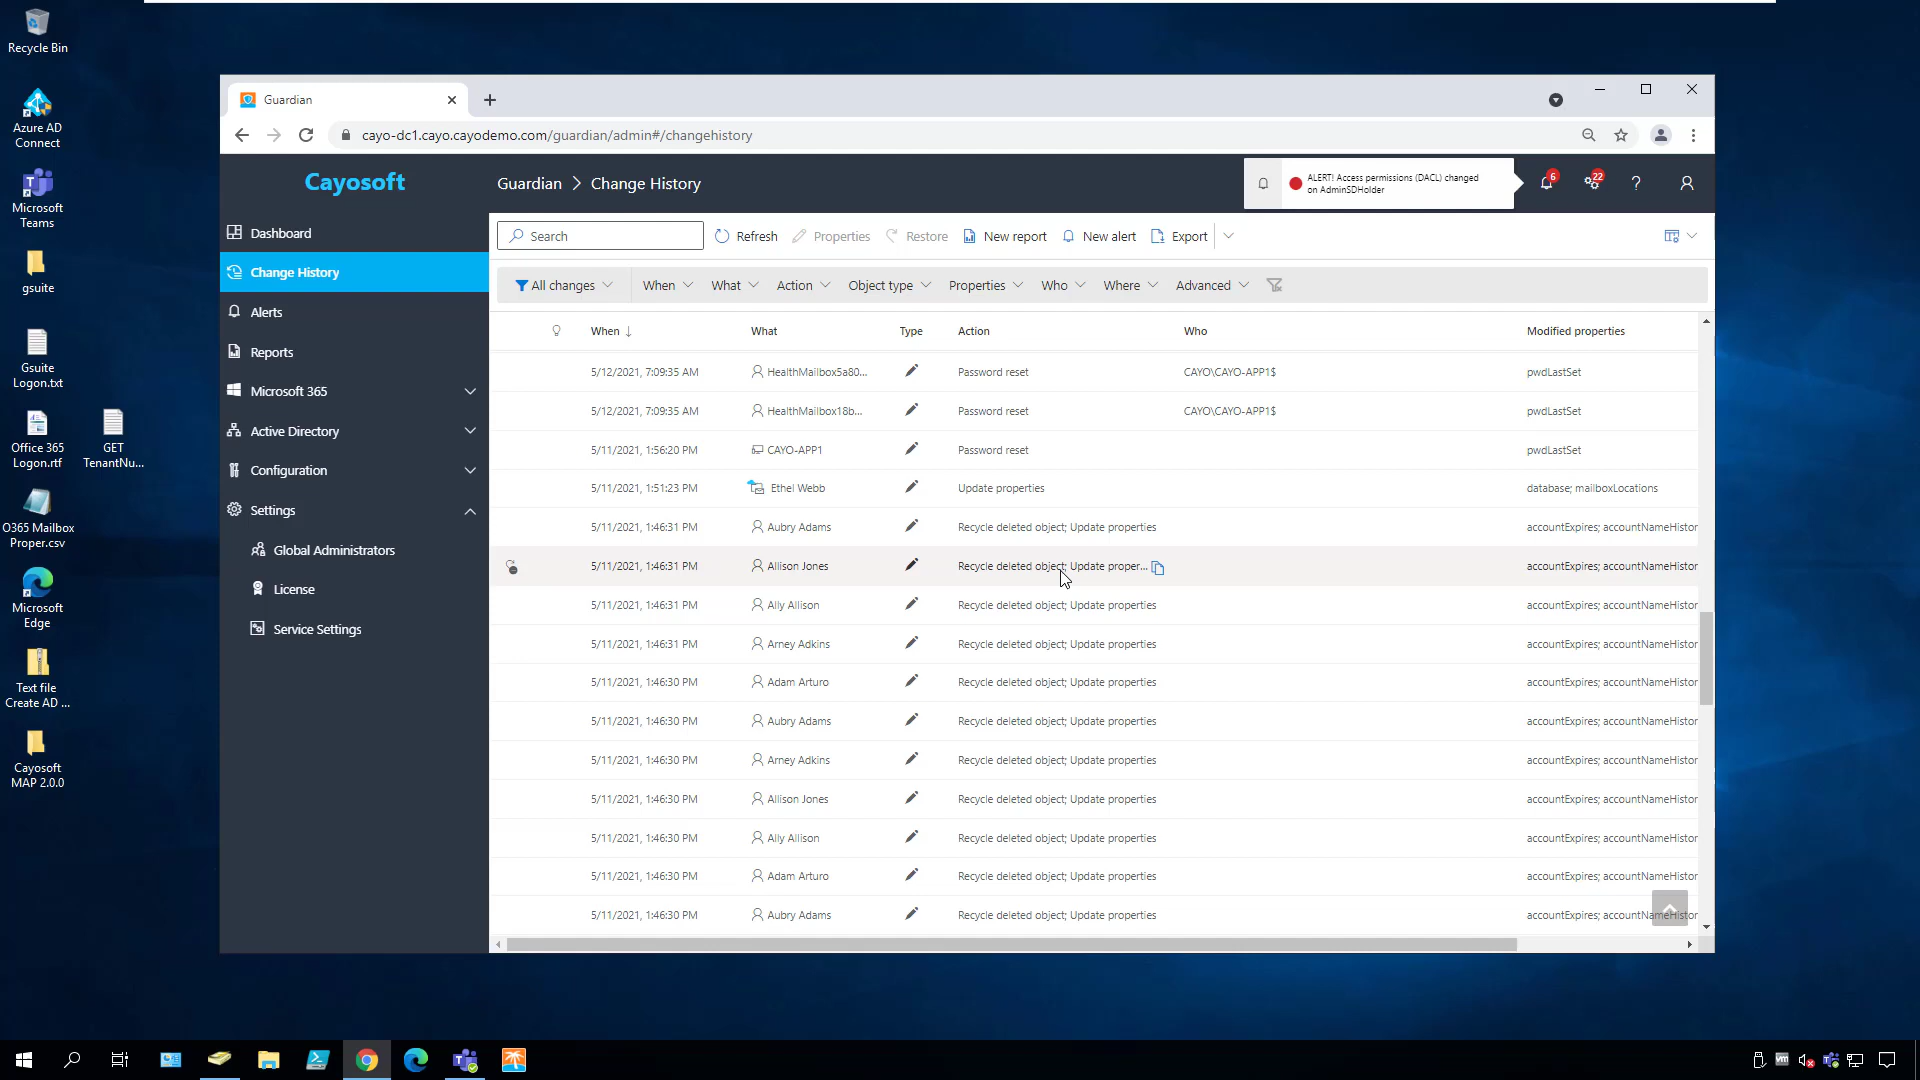 Recycle Bin
Azure AD
Connect
Microsoft
Teams
gsuite
Gsuite
Logon.txt
Office 365
Logon.rtf
GET
TenantNu...
O365 Mailbox
Proper.csv
Microsoft
Edge
Text file
Create AD ...
Cayosoft
MAP 2.0.0
Guardian
cayo-dc1.cayo.cayodemo.com/guardian/admin#/changehistory
Cayosoft
Guardian > Change History
ALERT! Access permissions (DACL) changed
on AdminSDHolder
6
22
?
Dashboard
Change History
Alerts
Reports
Microsoft 365
Active Directory
Configuration
Settings
Global Administrators
License
Service Settings
Search Refresh Properties Restore New report New alert Export
All changes When What Action Object type Properties Who Where Advanced
When What Type Action Who Modified properties
5/12/2021, 7:09:35 AM HealthMailbox5a80... Password reset CAYO\CAYO-APP1$ pwdLastSet
5/12/2021, 7:09:35 AM HealthMailbox18b... Password reset CAYO\CAYO-APP1$ pwdLastSet
5/11/2021, 1:56:20 PM CAYO-APP1 Password reset pwdLastSet
5/11/2021, 1:51:23 PM Ethel Webb Update properties database; mailboxLocations
5/11/2021, 1:46:31 PM Aubry Adams Recycle deleted object; Update properties accountExpires; accountNameHistor
5/11/2021, 1:46:31 PM Allison Jones Recycle deleted object; Update proper... accountExpires; accountNameHistor
5/11/2021, 1:46:31 PM Ally Allison Recycle deleted object; Update properties accountExpires; accountNameHistor
5/11/2021, 1:46:31 PM Arney Adkins Recycle deleted object; Update properties accountExpires; accountNameHistor
5/11/2021, 1:46:30 PM Adam Arturo Recycle deleted object; Update properties accountExpires; accountNameHistor
5/11/2021, 1:46:30 PM Aubry Adams Recycle deleted object; Update properties accountExpires; accountNameHistor
5/11/2021, 1:46:30 PM Arney Adkins Recycle deleted object; Update properties accountExpires; accountNameHistor
5/11/2021, 1:46:30 PM Allison Jones Recycle deleted object; Update properties accountExpires; accountNameHistor
5/11/2021, 1:46:30 PM Ally Allison Recycle deleted object; Update properties accountExpires; accountNameHistor
5/11/2021, 1:46:30 PM Adam Arturo Recycle deleted object; Update properties accountExpires; accountNameHistor
5/11/2021, 1:46:30 PM Aubry Adams Recycle deleted object; Update properties accountExpires; accountNameHistor